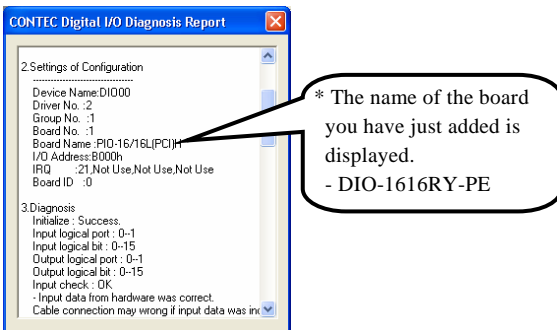 CONTEC Digital I/O Diagnosis Report
2.Settings of Configuration
--------------------------------
Device Name:DIO00
Driver No. :2
Group No. :1
Board No. :1
Board Name :PIO-16/16L(PCI)H
I/O Address:B000h
IRQ :21,Not Use,Not Use,Not Use
Board ID :0
3.Diagnosis
Initialize : Success.
Input logical port : 0--1
Input logical bit : 0--15
Output logical port : 0--1
Output logical bit : 0--15
Input check : OK
- Input data from hardware was correct.
Cable connection may wrong if input data was inc
* The name of the board
you have just added is
displayed.
- DIO-1616RY-PE